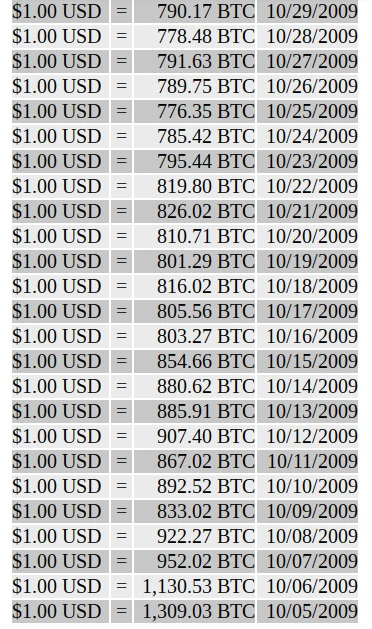 $1.00 USD = 790.17 BTC 10/29/2009
$1.00 USD = 778.48 BTC 10/28/2009
$1.00 USD = 791.63 BTC 10/27/2009
$1.00 USD = 789.75 BTC 10/26/2009
$1.00 USD = 776.35 BTC 10/25/2009
$1.00 USD = 785.42 BTC 10/24/2009
$1.00 USD = 795.44 BTC 10/23/2009
$1.00 USD = 819.80 BTC 10/22/2009
$1.00 USD = 826.02 BTC 10/21/2009
$1.00 USD = 810.71 BTC 10/20/2009
$1.00 USD = 801.29 BTC 10/19/2009
$1.00 USD = 816.02 BTC 10/18/2009
$1.00 USD = 805.56 BTC 10/17/2009
$1.00 USD = 803.27 BTC 10/16/2009
$1.00 USD = 854.66 BTC 10/15/2009
$1.00 USD = 880.62 BTC 10/14/2009
$1.00 USD = 885.91 BTC 10/13/2009
$1.00 USD = 907.40 BTC 10/12/2009
$1.00 USD = 867.02 BTC 10/11/2009
$1.00 USD = 892.52 BTC 10/10/2009
$1.00 USD = 833.02 BTC 10/09/2009
$1.00 USD = 922.27 BTC 10/08/2009
$1.00 USD = 952.02 BTC 10/07/2009
$1.00 USD = 1,130.53 BTC 10/06/2009
$1.00 USD = 1,309.03 BTC 10/05/2009